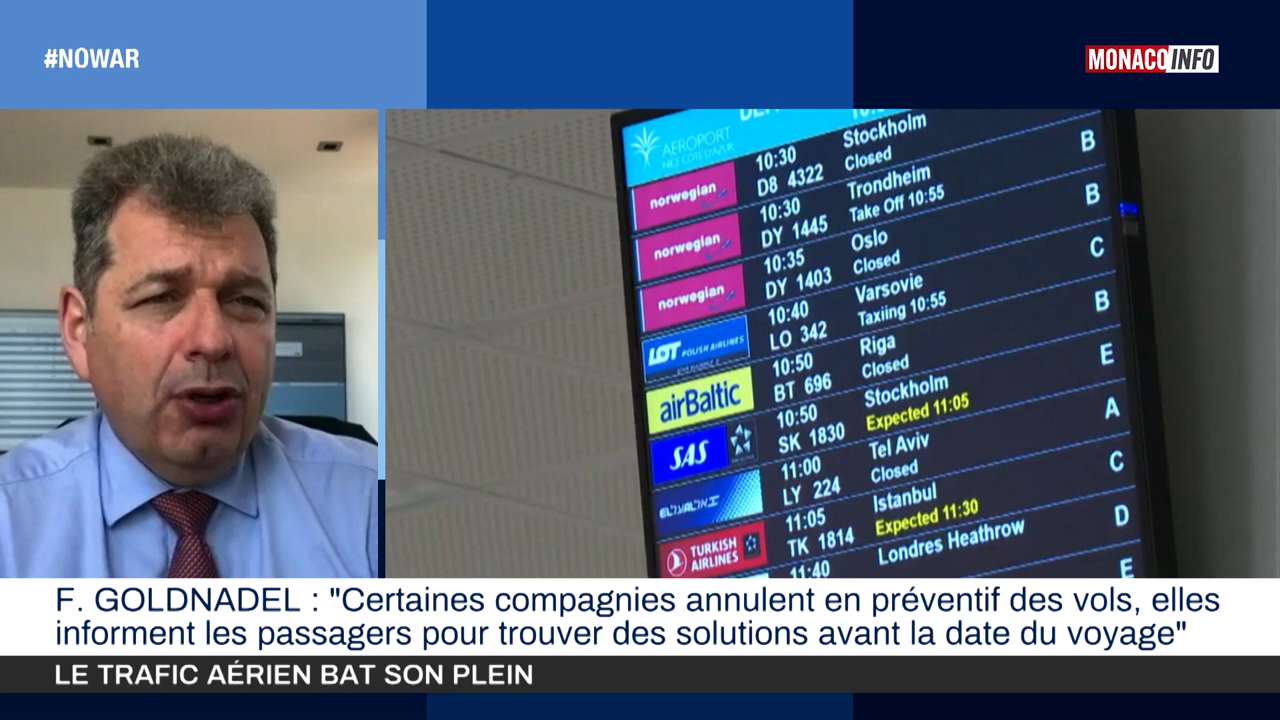 #NOWAR
MONACOINFO
AÉROPORT
NICE CÔTE D'AZUR
norwegian
10:30
D8 4322
Stockholm
Closed
B
norwegian
10:30
DY 1445
Trondheim
Take Off 10:55
B
norwegian
10:35
DY 1403
Oslo
Closed
C
LOT POLISH AIRLINES
10:40
LO 342
Varsovie
Taxiing 10:55
B
airBaltic
10:50
BT 696
Riga
Closed
E
SAS
10:50
SK 1830
Stockholm
Expected 11:05
A
11:00
LY 224
Tel Aviv
Closed
C
TURKISH
AIRLINES
11:05
TK 1814
Istanbul
Expected 11:30
D
11:40
Londres Heathrow
E
F. GOLDNADEL : "Certaines compagnies annulent en préventif des vols, elles
informent les passagers pour trouver des solutions avant la date du voyage"
LE TRAFIC AÉRIEN BAT SON PLEIN